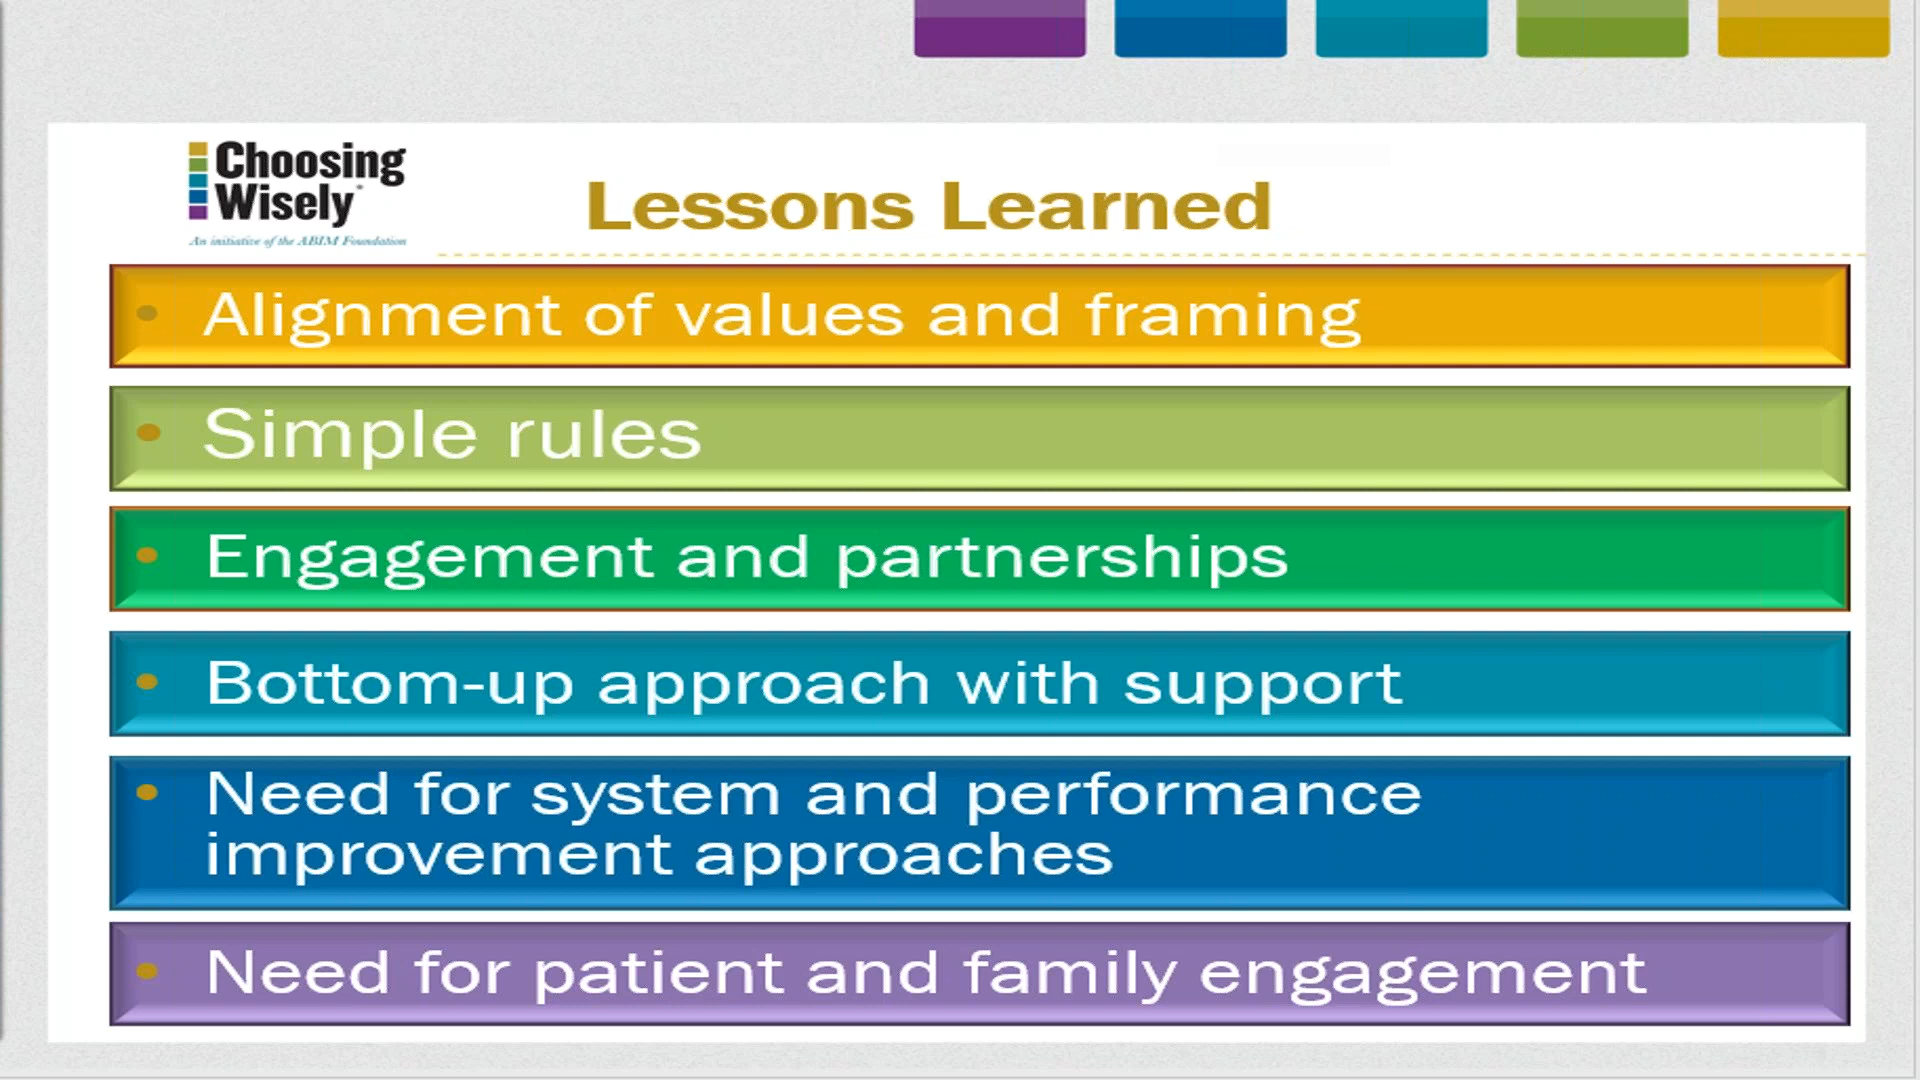 Choosing
Wisely®
An initiative of the ABIM Foundation
Lessons Learned
• Alignment of values and framing
• Simple rules
• Engagement and partnerships
• Bottom-up approach with support
• Need for system and performance
improvement approaches
• Need for patient and family engagement